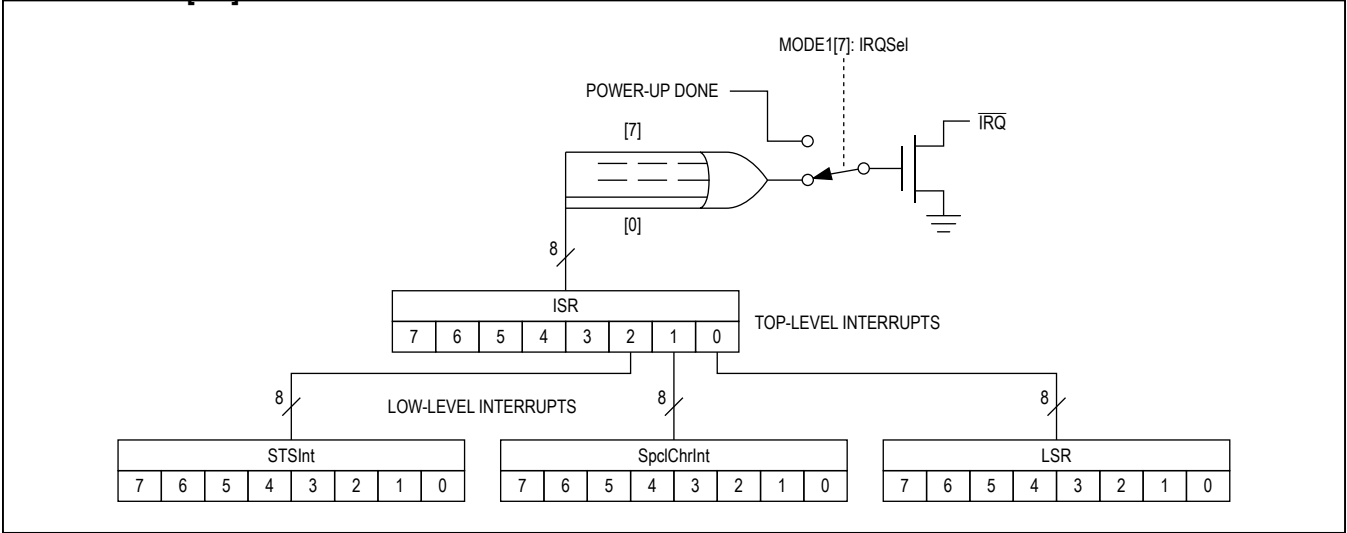 MODE1[7]: IRQSel
POWER-UP DONE
IRQ
[7]
[0]
8
ISR
7 6 5 4 3 2 1 0
TOP-LEVEL INTERRUPTS
8 8 8
LOW-LEVEL INTERRUPTS
STSInt
7 6 5 4 3 2 1 0
SpclChrInt
7 6 5 4 3 2 1 0
LSR
7 6 5 4 3 2 1 0